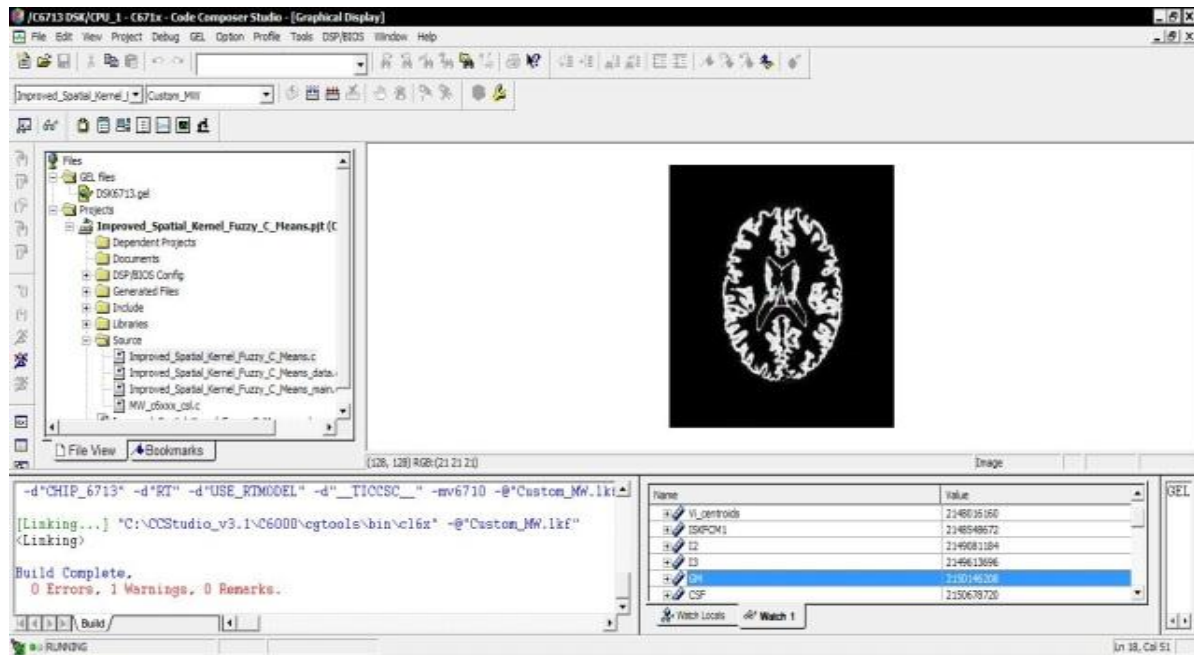 /C6713 DSK/CPU_1 - C671x - Code Composer Studio - [Graphical Display]
File Edit View Project Debug GEL Option Profile Tools DSP/BIOS Window Help
Custom_MW
Files
GEL files
DSK6713.gel
Projects
Improved_Spatial_Kernel_Fuzzy_C_Means.pjt (C
Dependent Projects
Documents
DSP/BIOS Config
Generated Files
Include
Libraries
Source
Improved_Spatial_Kernel_Fuzzy_C_Means.c
Improved_Spatial_Kernel_Fuzzy_C_Means_data.
Improved_Spatial_Kernel_Fuzzy_C_Means_main.
MW_c6xxx_csl.c
File View Bookmarks
(128, 128) RGB:(21 21 21) Image
-d"CHIP_6713" -d"RT" -d"USE_RTMODEL" -d"__TICCSC__" -mv6710 -@"Custom_MW.lkf
[Linking...] "C:\CCStudio_v3.1\C6000\cgtools\bin\cl6x" -@"Custom_MW.lkf"
<Linking>
Build Complete,
0 Errors, 1 Warnings, 0 Remarks.
Build
Name Value
Vi_centroids 2148016160
ISKFCM1 2148548672
I2 2149081184
I3 2149613696
GM 2150146208
CSF 2150678720
Watch Locals Watch 1
GEL
RUNNING
Ln 18, Col 51